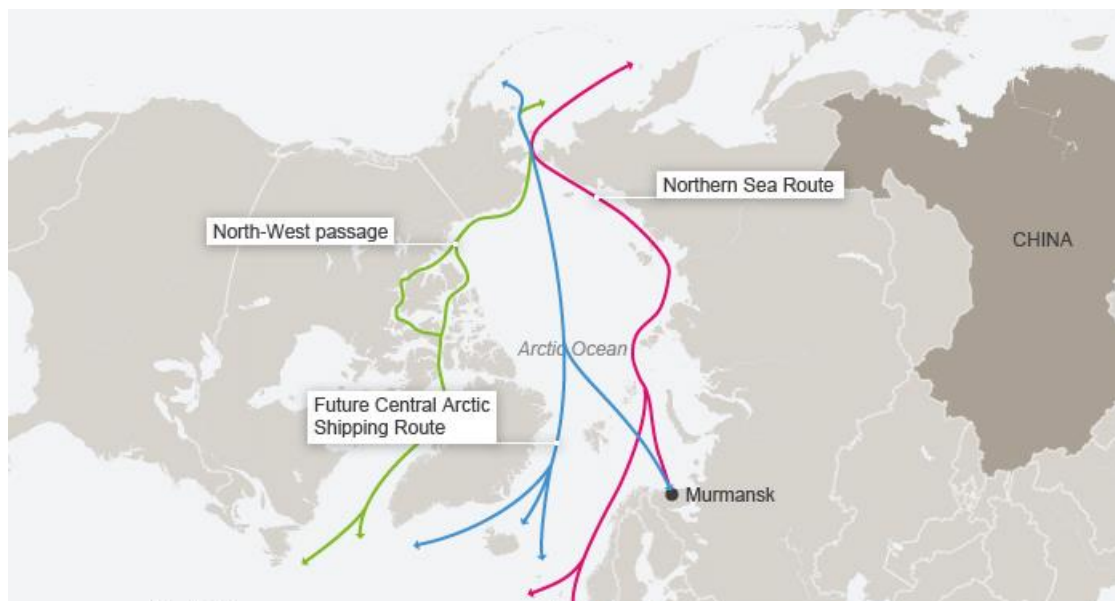 Northern Sea Route
North-West passage
CHINA
Arctic Ocean
Future Central Arctic
Shipping Route
Murmansk